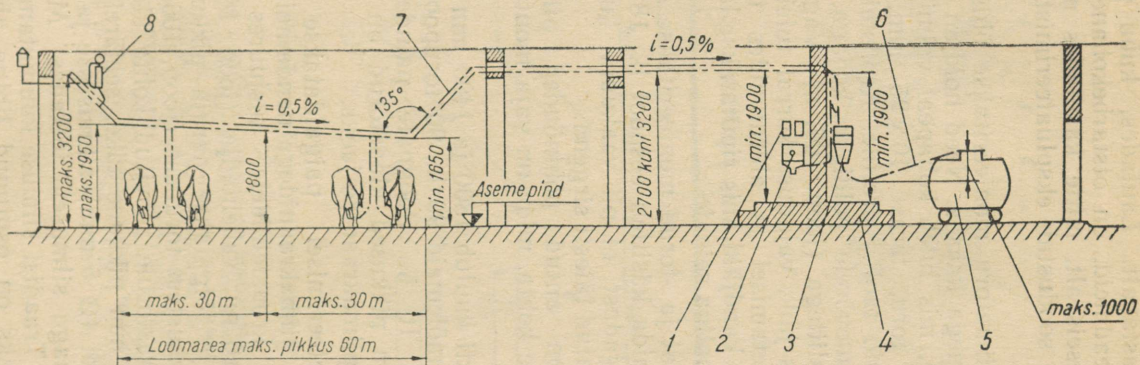 8
7
6
i=0,5%
135°
i=0,5%
maks. 3200
maks. 1950
1800
min. 1650
Aseme pind
2700 kuni 3200
min. 1900
min. 1900
maks. 30 m
maks. 30 m
maks. 1000
Loomarea maks. pikkus 60 m
1
2
3
4
5